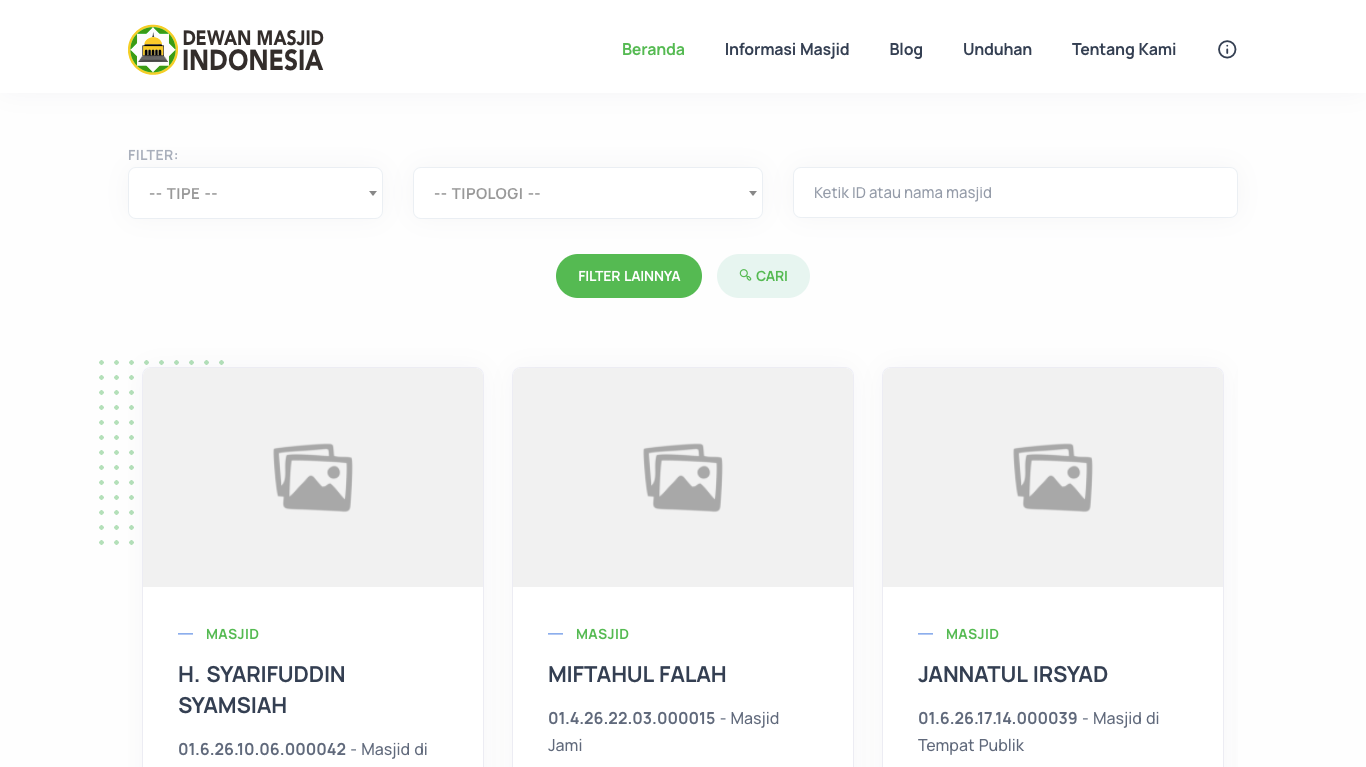 DEWAN MASJID
INDONESIA
Beranda
Informasi Masjid
Blog
Unduhan
Tentang Kami
FILTER:
-- TIPE --
-- TIPOLOGI --
Ketik ID atau nama masjid
FILTER LAINNYA
CARI
MASJID
H. SYARIFUDDIN
SYAMSIAH
01.6.26.10.06.000042 - Masjid di
MASJID
MIFTAHUL FALAH
01.4.26.22.03.000015 - Masjid
Jami
MASJID
JANNATUL IRSYAD
01.6.26.17.14.000039 - Masjid di
Tempat Publik